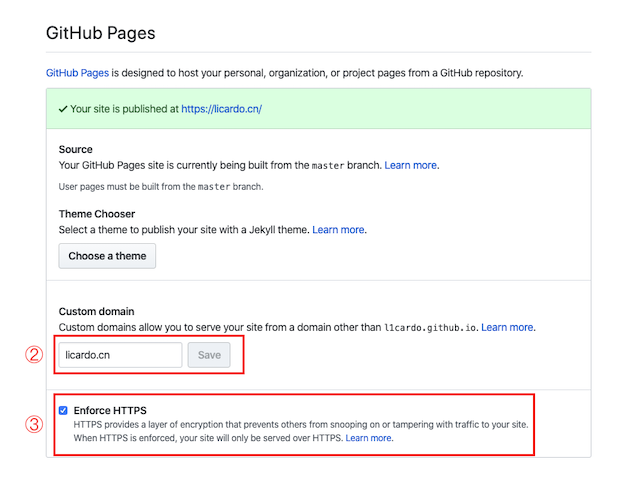 GitHub Pages
GitHub Pages is designed to host your personal, organization, or project pages from a GitHub repository.
✓ Your site is published at https://licardo.cn/
Source
Your GitHub Pages site is currently being built from the master branch. Learn more.
User pages must be built from the master branch.
Theme Chooser
Select a theme to publish your site with a Jekyll theme. Learn more.
Choose a theme
Custom domain
Custom domains allow you to serve your site from a domain other than l1cardo.github.io. Learn more.
② licardo.cn Save
③ Enforce HTTPS
HTTPS provides a layer of encryption that prevents others from snooping on or tampering with traffic to your site.
When HTTPS is enforced, your site will only be served over HTTPS. Learn more.